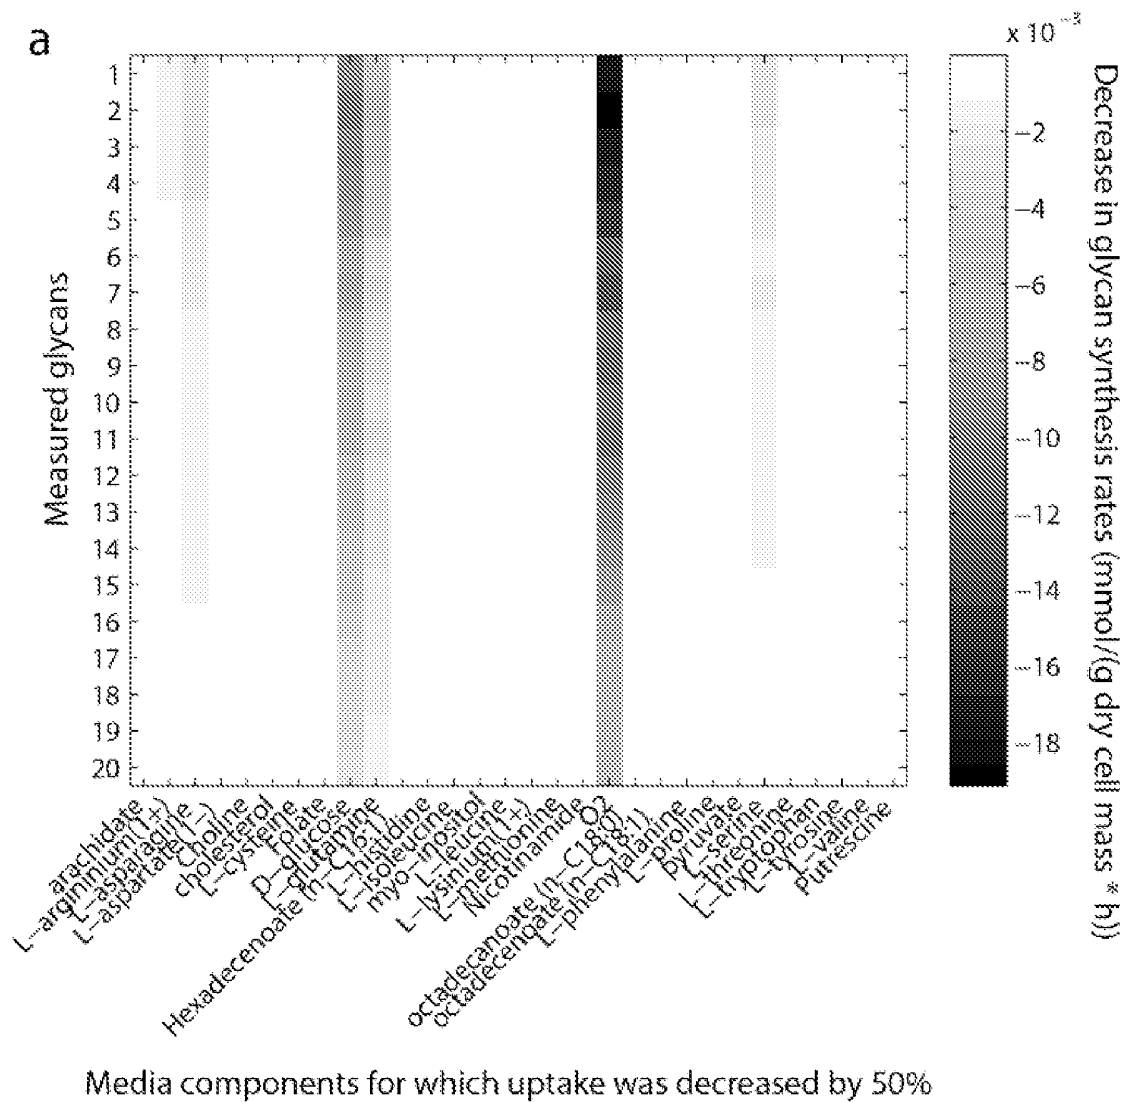 a
x 10⁻³
1
2
3
4
5
6
7
8
9
10
11
12
13
14
15
16
17
18
19
20
Measured glycans
−2
−4
−6
−8
−10
−12
−14
−16
−18
Decrease in glycan synthesis rates (mmol/(g dry cell mass * h))
arachidate
L−argininium(1+)
L−asparagine
L−aspartate(1−)
Choline
cholesterol
L−cysteine
Folate
D−glucose
L−glutamine
Hexadecenoate (n−C16:1)
L−histidine
L−isoleucine
myo−inositol
L−leucine
L−lysinium(1+)
L−methionine
Nicotinamide
O2
octadecanoate (n−C18:0)
octadecenoate (n−C18:1)
L−phenylalanine
L−proline
pyruvate
L−serine
L−threonine
L−tryptophan
L−tyrosine
L−valine
Putrescine
Media components for which uptake was decreased by 50%